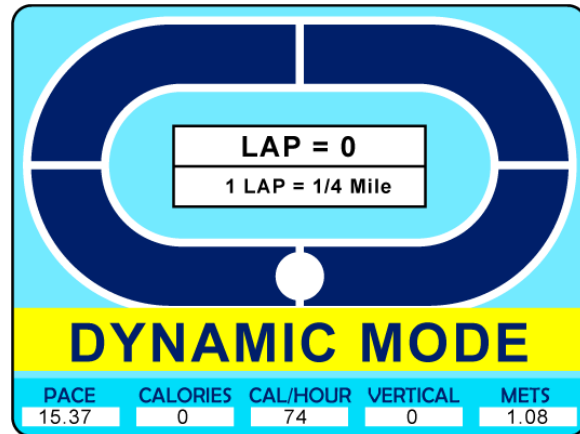 LAP = 0
1 LAP = 1/4 Mile
DYNAMIC MODE
PACE CALORIES CAL/HOUR VERTICAL METS
15.37 0 74 0 1.08